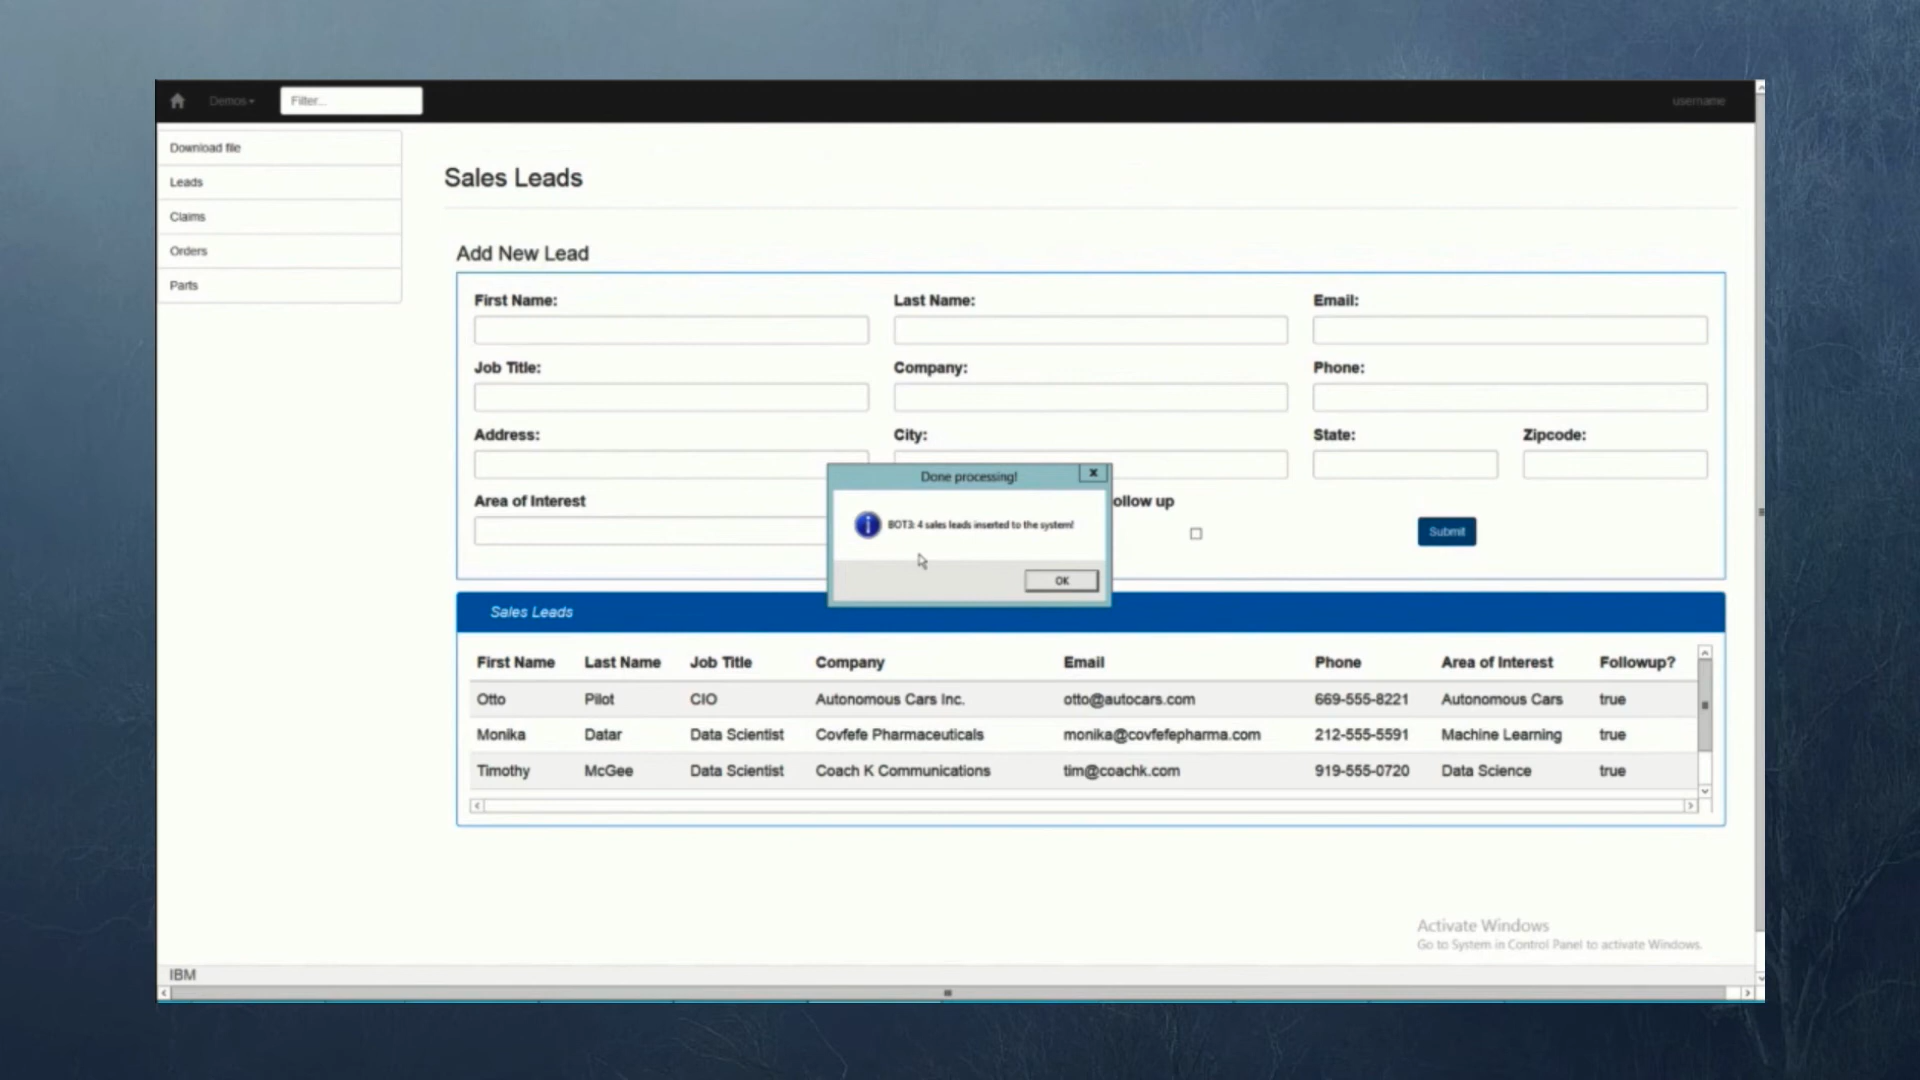 Demos
Filter...
username
Download file
Leads
Claims
Orders
Parts
Sales Leads
Add New Lead
First Name:
Last Name:
Email:
Job Title:
Company:
Phone:
Address:
City:
State:
Zipcode:
Area of Interest
ollow up
Submit
Done processing!
BOT3: 4 sales leads inserted to the system!
OK
Sales Leads
First Name Last Name Job Title Company Email Phone Area of Interest Followup?
Otto Pilot CIO Autonomous Cars Inc. otto@autocars.com 669-555-8221 Autonomous Cars true
Monika Datar Data Scientist Covfefe Pharmaceuticals monika@covfefepharma.com 212-555-5591 Machine Learning true
Timothy McGee Data Scientist Coach K Communications tim@coachk.com 919-555-0720 Data Science true
Activate Windows
Go to System in Control Panel to activate Windows.
IBM